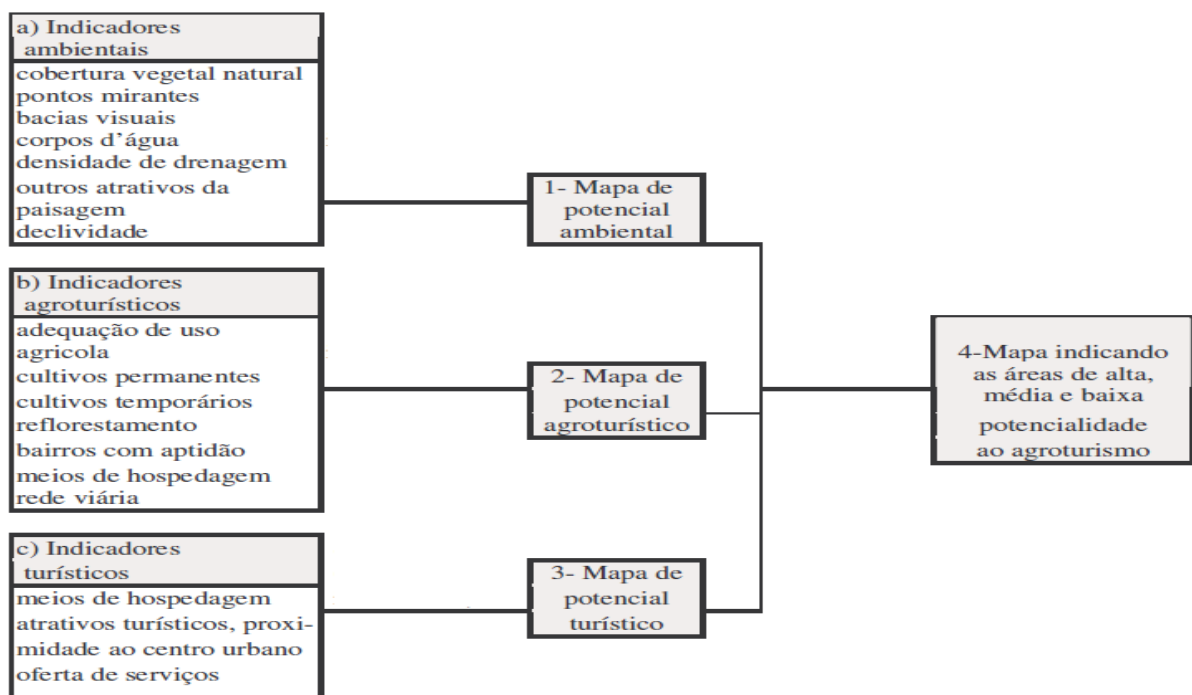 a) Indicadores
ambientais
cobertura vegetal natural
pontos mirantes
bacias visuais
corpos d'água
densidade de drenagem
outros atrativos da
paisagem
declividade
1- Mapa de
potencial
ambiental
b) Indicadores
agroturísticos
adequação de uso
agricola
cultivos permanentes
cultivos temporários
reflorestamento
bairros com aptidão
meios de hospedagem
rede viária
2- Mapa de
potencial
agroturístico
c) Indicadores
turísticos
meios de hospedagem
atrativos turísticos, proxi-
midade ao centro urbano
oferta de serviços
3- Mapa de
potencial
turístico
4-Mapa indicando
as áreas de alta,
média e baixa
potencialidade
ao agroturismo